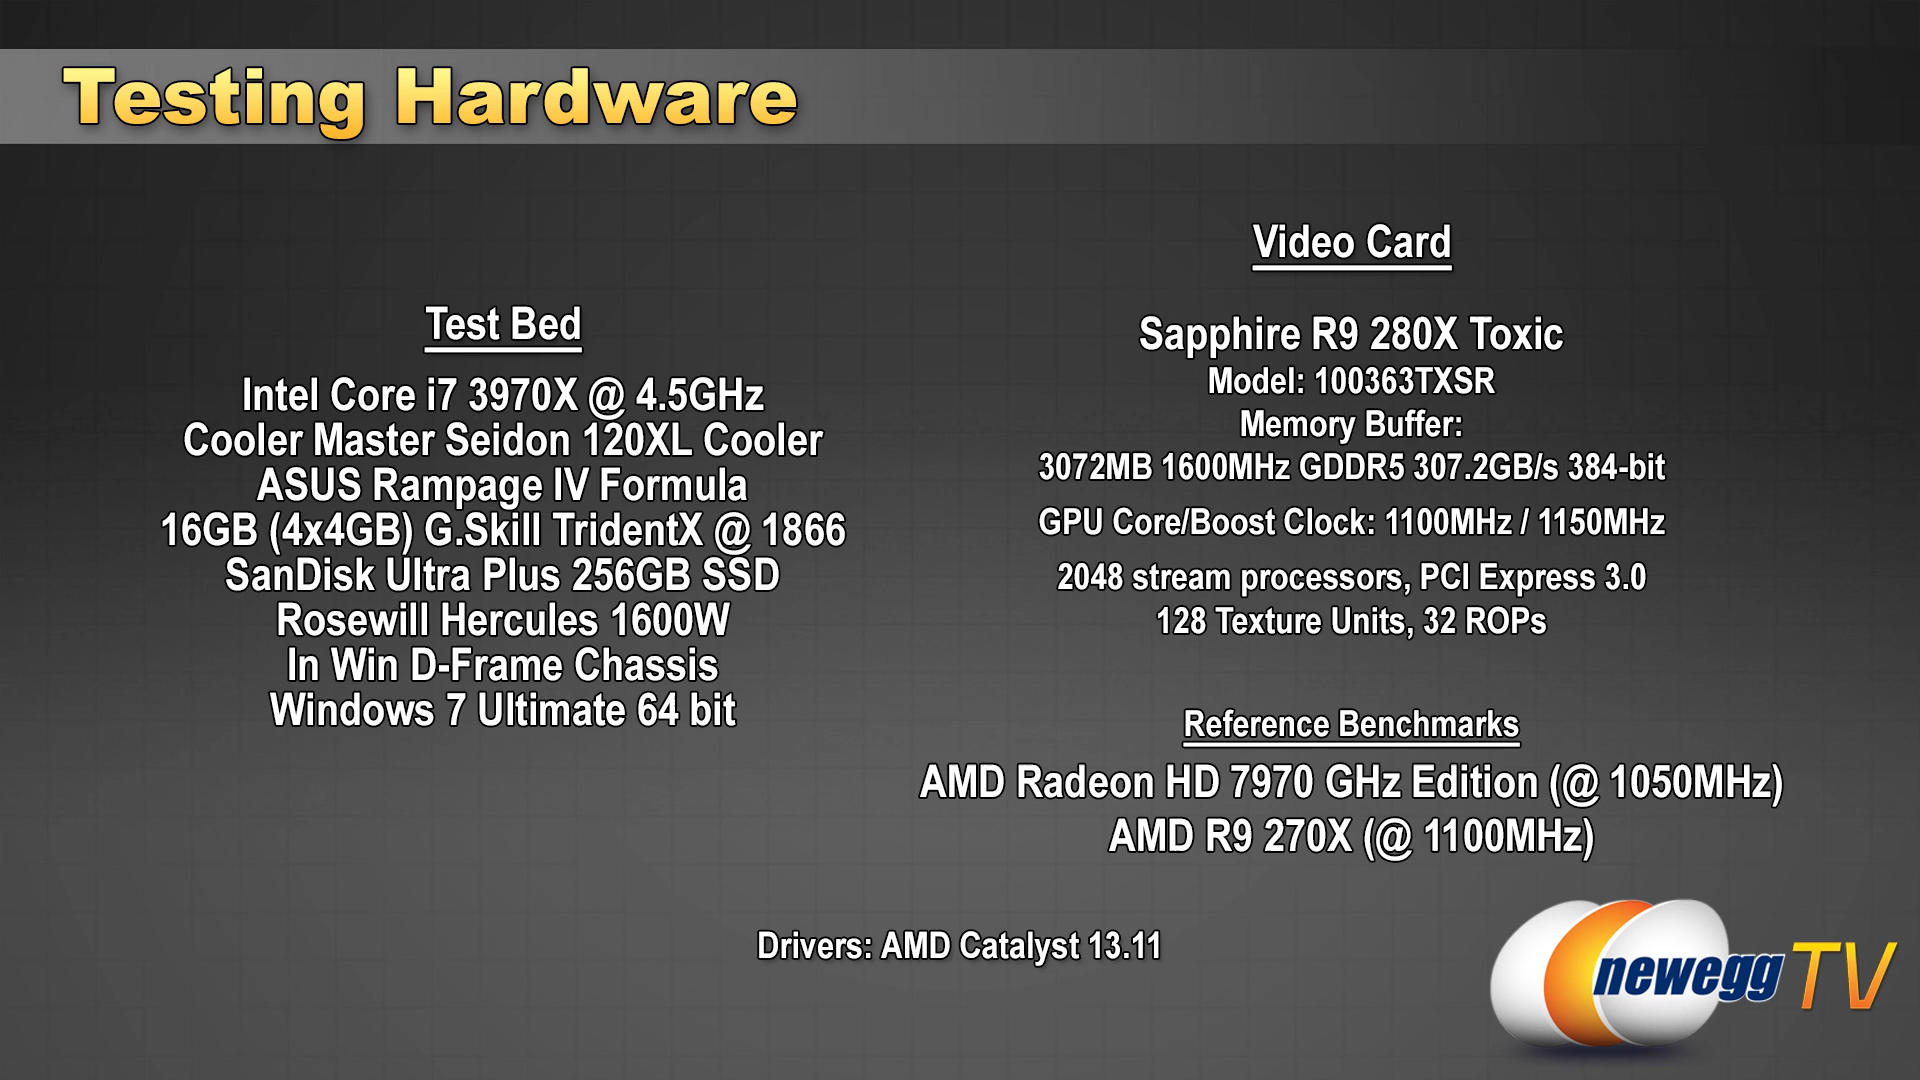 Testing Hardware
Test Bed
Intel Core i7 3970X @ 4.5GHz
Cooler Master Seidon 120XL Cooler
ASUS Rampage IV Formula
16GB (4x4GB) G.Skill TridentX @ 1866
SanDisk Ultra Plus 256GB SSD
Rosewill Hercules 1600W
In Win D-Frame Chassis
Windows 7 Ultimate 64 bit
Video Card
Sapphire R9 280X Toxic
Model: 100363TXSR
Memory Buffer:
3072MB 1600MHz GDDR5 307.2GB/s 384-bit
GPU Core/Boost Clock: 1100MHz / 1150MHz
2048 stream processors, PCI Express 3.0
128 Texture Units, 32 ROPs
Reference Benchmarks
AMD Radeon HD 7970 GHz Edition (@ 1050MHz)
AMD R9 270X (@ 1100MHz)
Drivers: AMD Catalyst 13.11
newegg TV